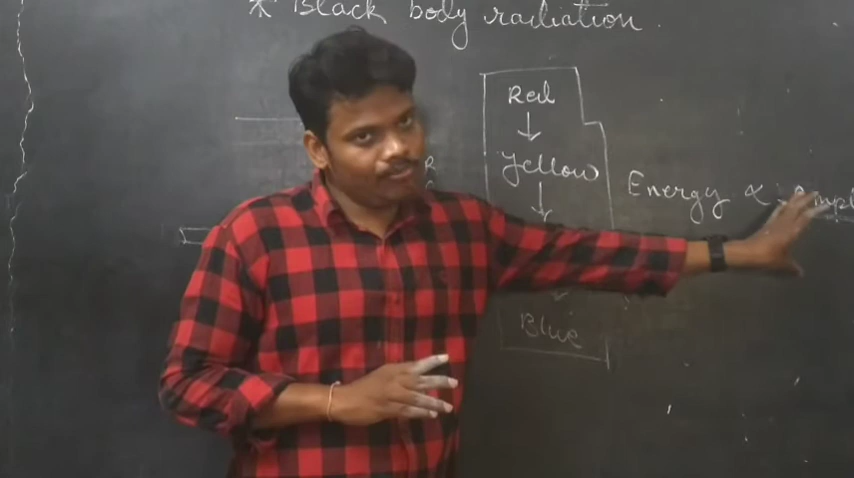 * Black body radiation
Red
↓
Yellow
↓
Blue
Energy ∝